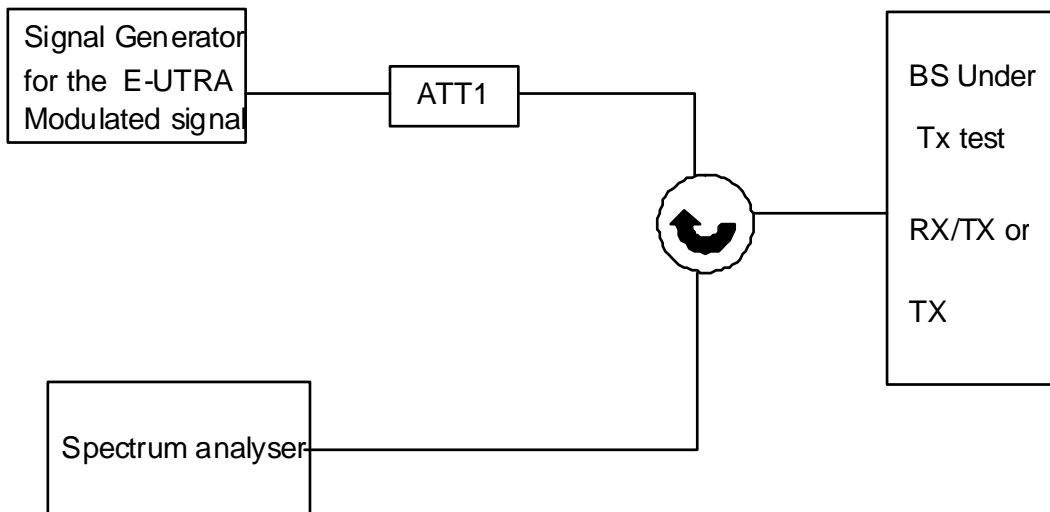 Signal Generator
for the E-UTRA
Modulated signal
ATT1
BS Under
Tx test
RX/TX or
TX
Spectrum analyser